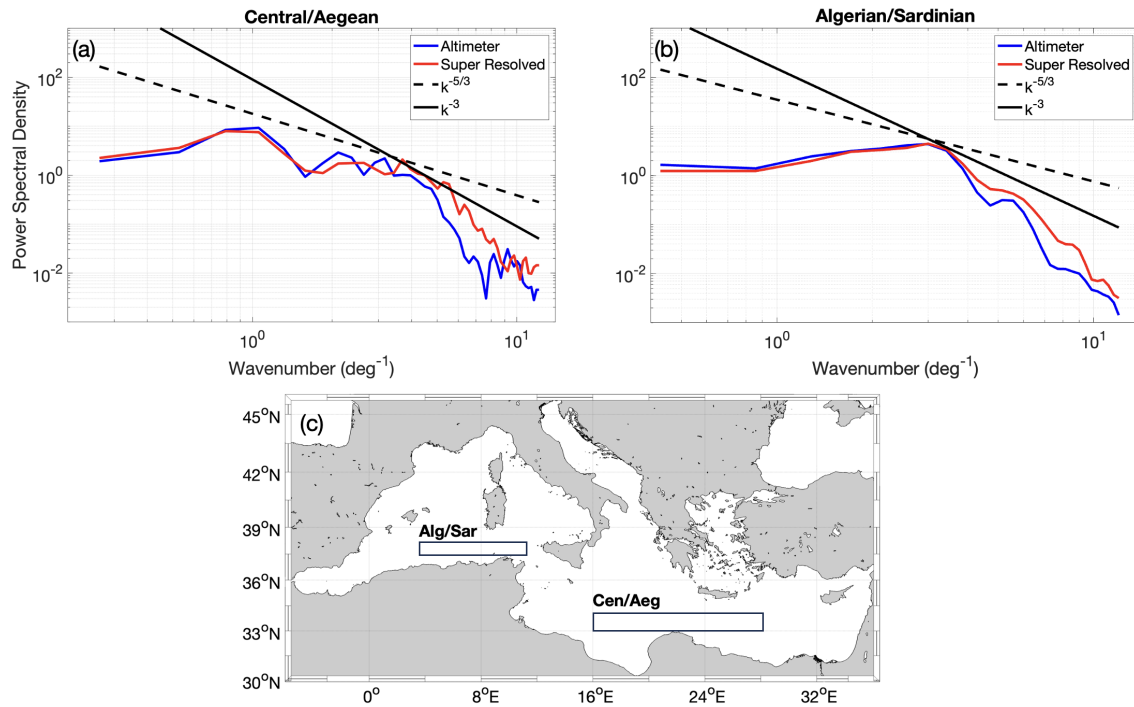 Central/Aegean
(a)
Altimeter
Super Resolved
k^-5/3
k^-3
10^2
10^0
10^-2
Power Spectral Density
10^0
10^1
Wavenumber (deg^-1)
Algerian/Sardinian
(b)
Altimeter
Super Resolved
k^-5/3
k^-3
10^2
10^0
10^-2
10^0
10^1
Wavenumber (deg^-1)
(c)
45°N
42°N
39°N
36°N
33°N
30°N
Alg/Sar
Cen/Aeg
0°
8°E
16°E
24°E
32°E